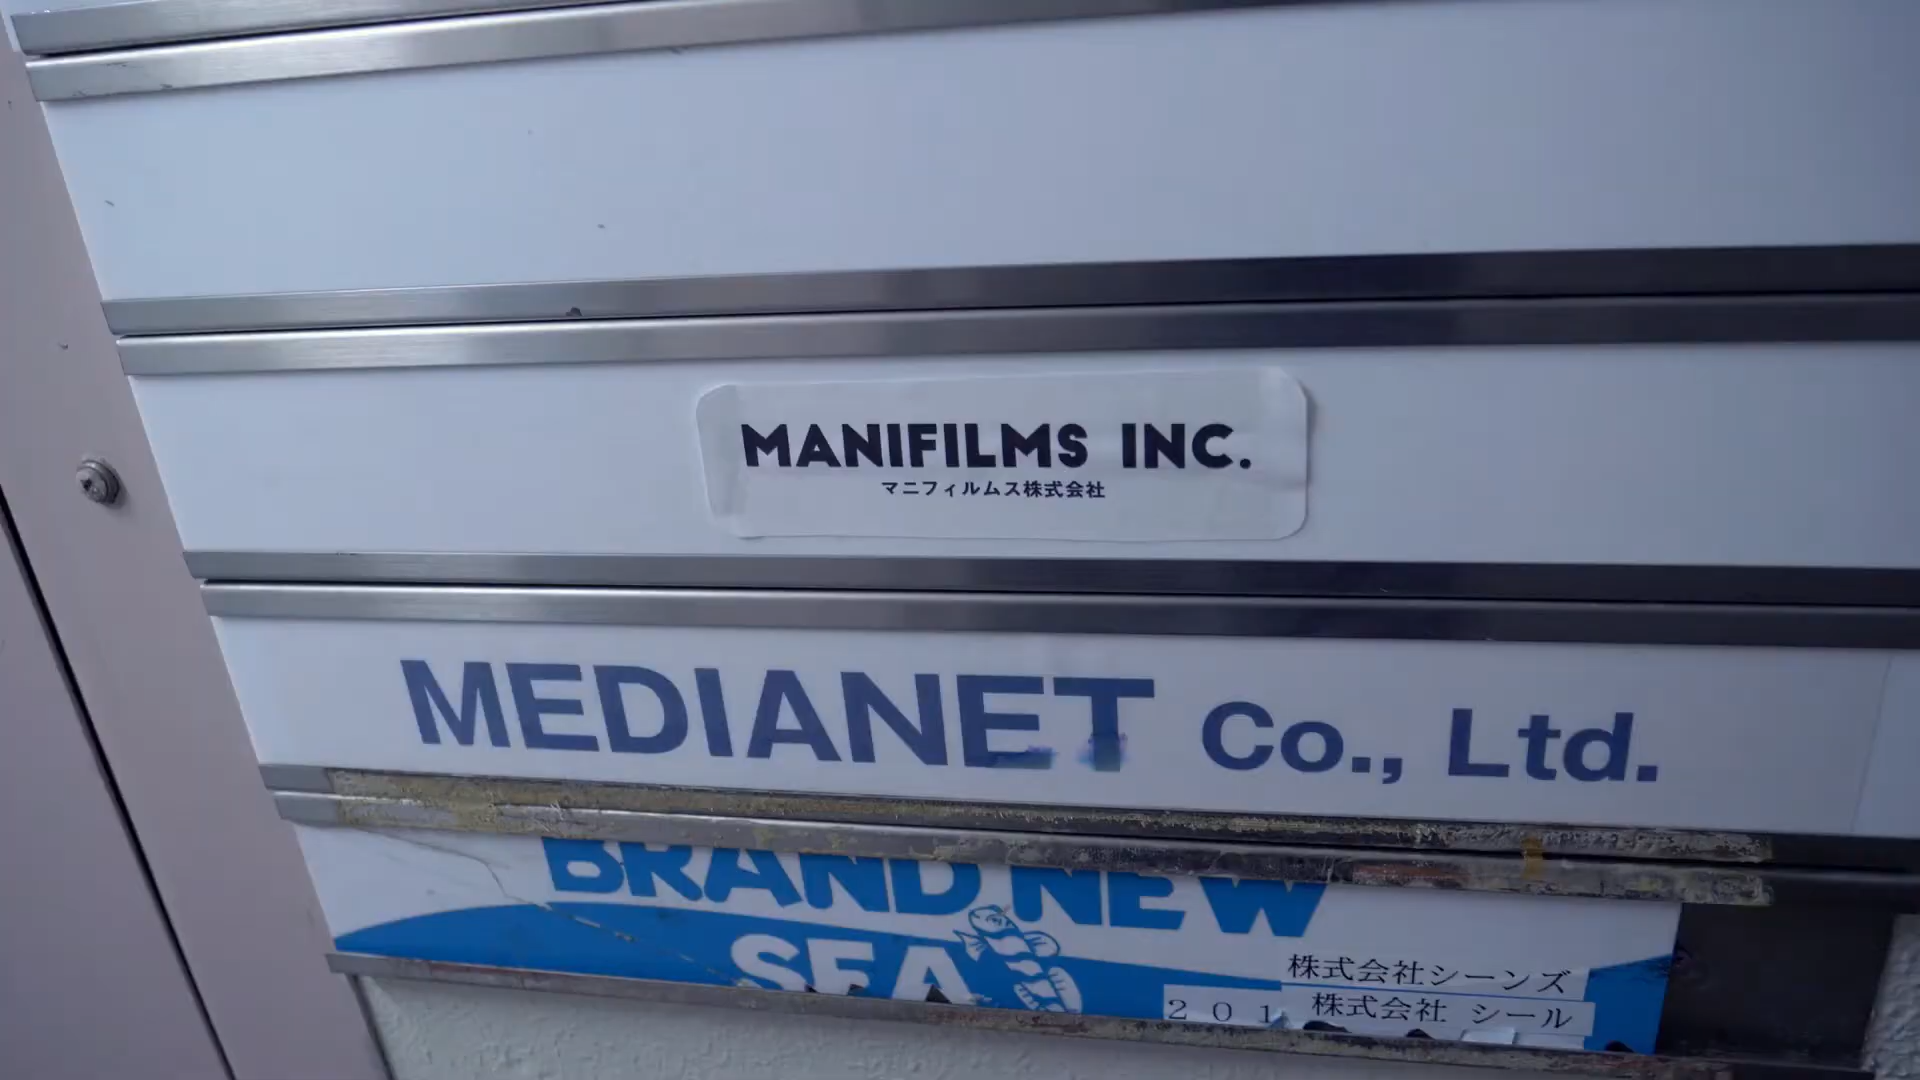 MANIFILMS INC.
マニフィルムス株式会社
MEDIANET Co., Ltd.
BRAND NEW
SEA
株式会社シーンズ
201 株式会社 シール